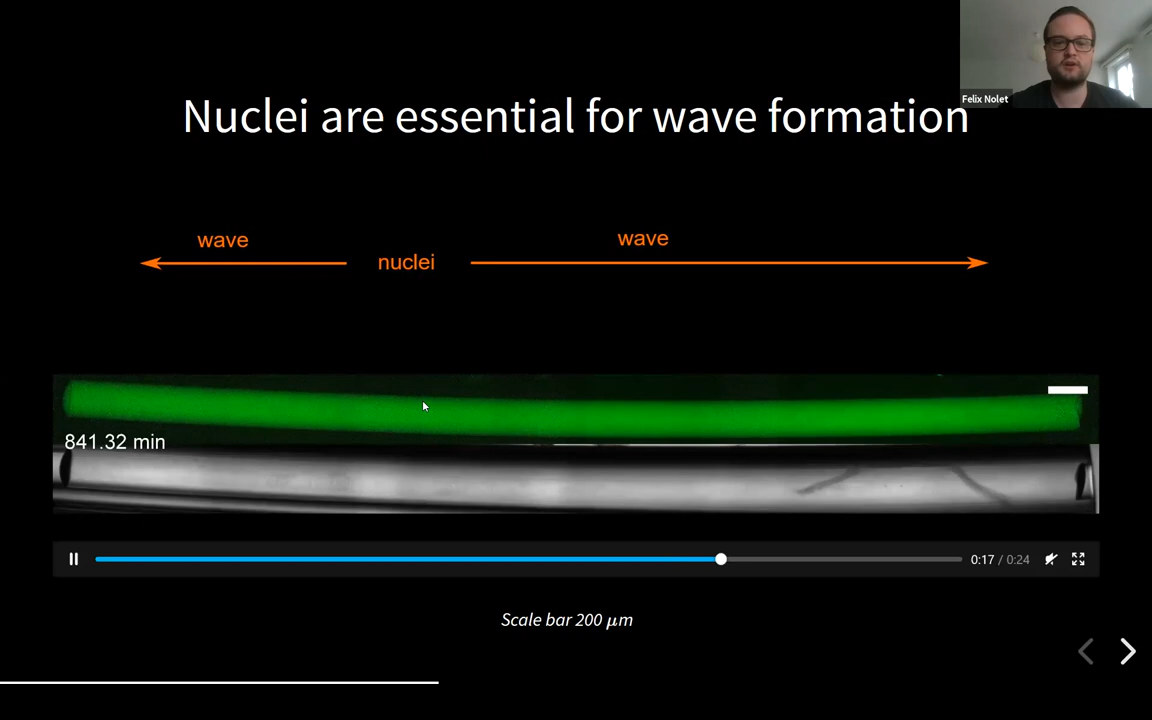 Felix Nolet
Nuclei are essential for wave formation
wave
wave
nuclei
841.32 min
0:17 / 0:24
Scale bar 200 μm